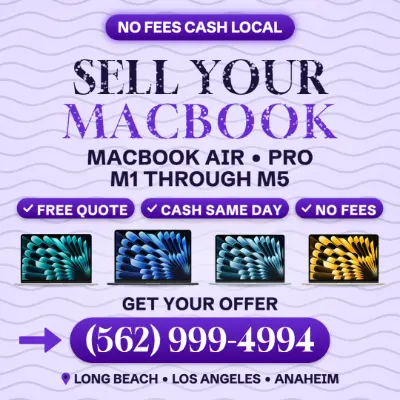 NO FEES CASH LOCAL
SELL YOUR
MACBOOK
MACBOOK AIR • PRO
M1 THROUGH M5
✓ FREE QUOTE ✓ CASH SAME DAY ✓ NO FEES
GET YOUR OFFER
(562) 999-4994
LONG BEACH • LOS ANGELES • ANAHEIM